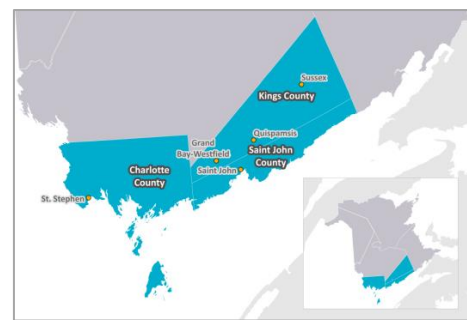 Sussex
Kings County
Quispamsis
Grand
Bay-Westfield
Saint John
County
Charlotte
County
Saint John
St. Stephen